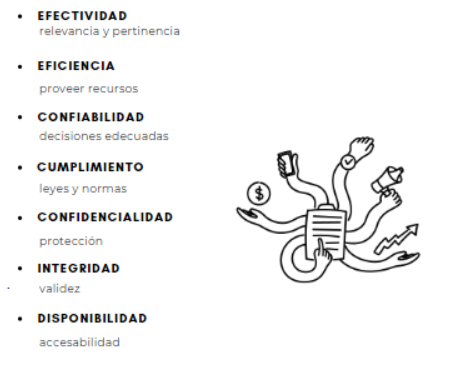 • EFECTIVIDAD
relevancia y pertinencia
• EFICIENCIA
proveer recursos
• CONFIABILIDAD
decisiones edecuadas
• CUMPLIMIENTO
leyes y normas
• CONFIDENCIALIDAD
protección
• INTEGRIDAD
validez
• DISPONIBILIDAD
accesabilidad
$